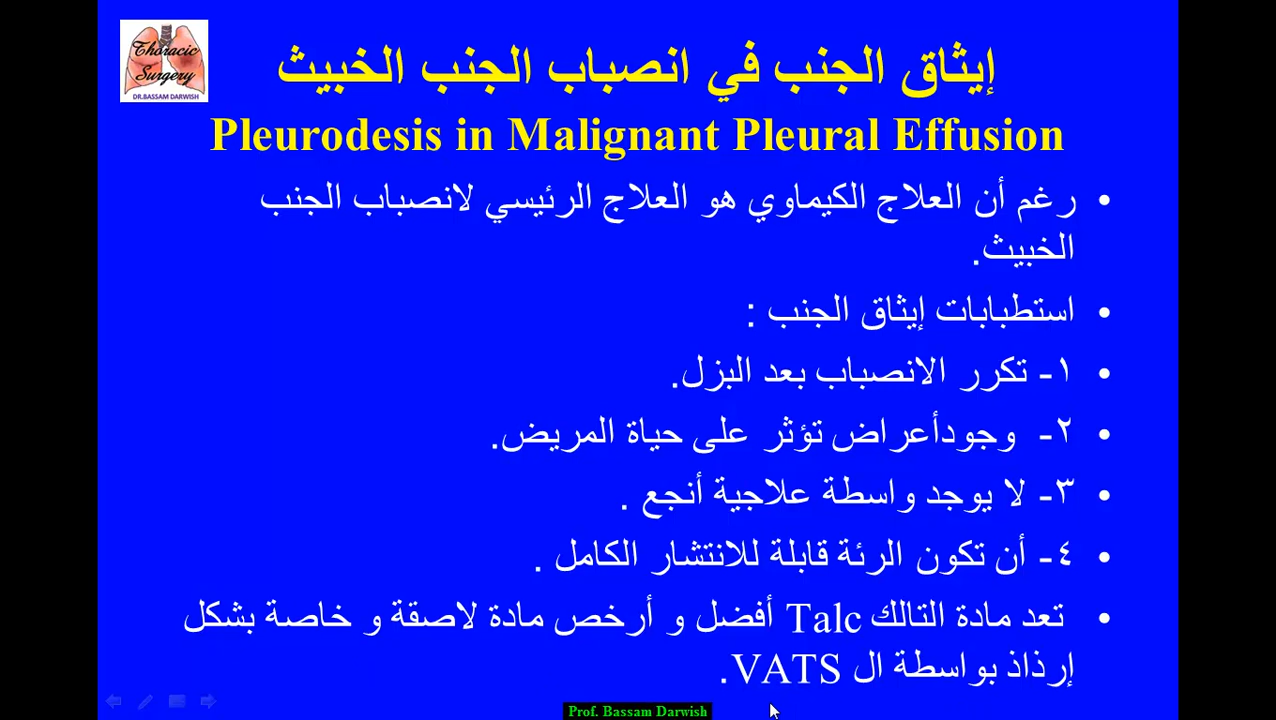 Thoracic
Surgery
DR.BASSAM DARWISH
إيثاق الجنب في انصباب الجنب الخبيث
Pleurodesis in Malignant Pleural Effusion
• رغم أن العلاج الكيماوي هو العلاج الرئيسي لانصباب الجنب
الخبيث.
• استطبابات إيثاق الجنب :
• ١- تكرر الانصباب بعد البزل.
• ٢- وجودأعراض تؤثر على حياة المريض.
• ٣- لا يوجد واسطة علاجية أنجع .
• ٤- أن تكون الرئة قابلة للانتشار الكامل .
• تعد مادة التالك Talc أفضل و أرخص مادة لاصقة و خاصة بشكل
إرذاذ بواسطة ال VATS.
Prof. Bassam Darwish